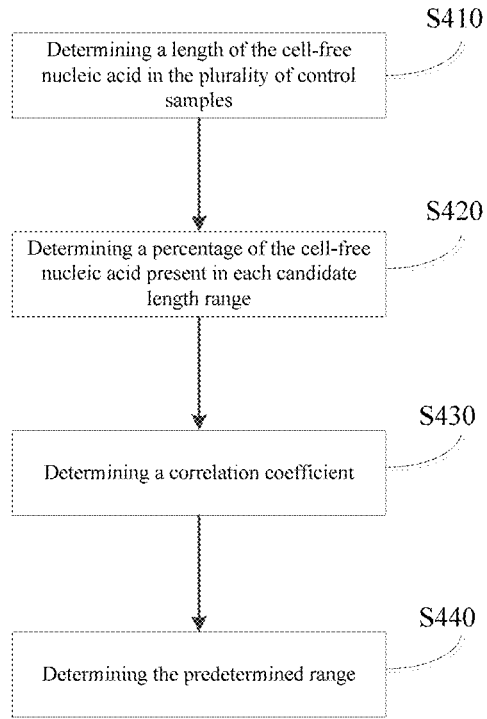 S410
Determining a length of the cell-free
nucleic acid in the plurality of control
samples
S420
Determining a percentage of the cell-free
nucleic acid present in each candidate
length range
S430
Determining a correlation coefficient
S440
Determining the predetermined range